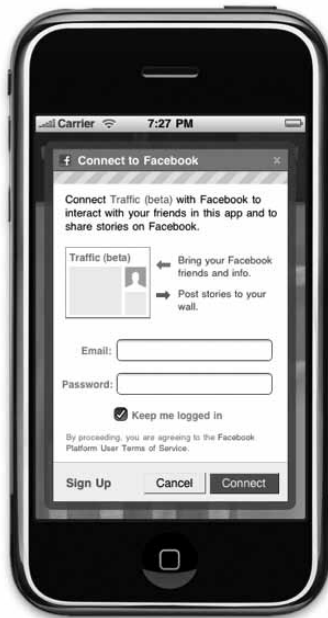 Carrier 7:27 PM
f Connect to Facebook ×
Connect Traffic (beta) with Facebook to
interact with your friends in this app and to
share stories on Facebook.
Traffic (beta)
Bring your Facebook
friends and info.
Post stories to your
wall.
Email:
Password:
Keep me logged in
By proceeding, you are agreeing to the Facebook
Platform User Terms of Service.
Sign Up Cancel Connect